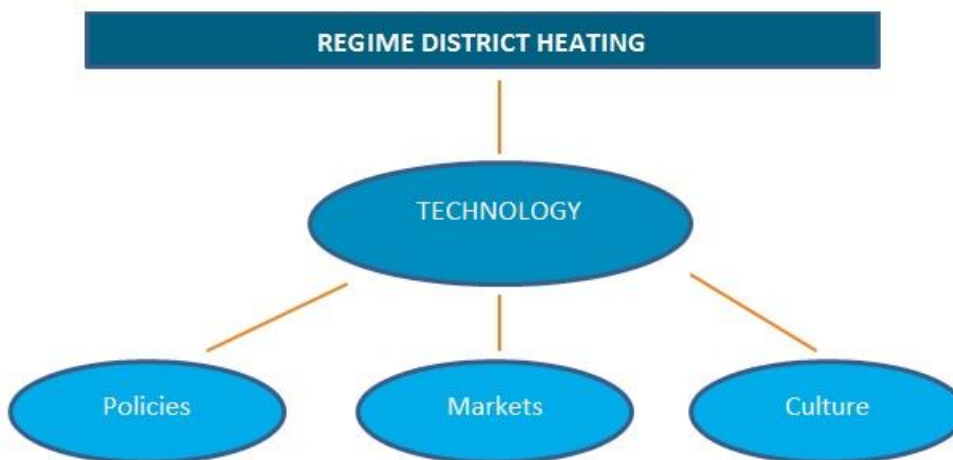 REGIME DISTRICT HEATING
TECHNOLOGY
Policies
Markets
Culture